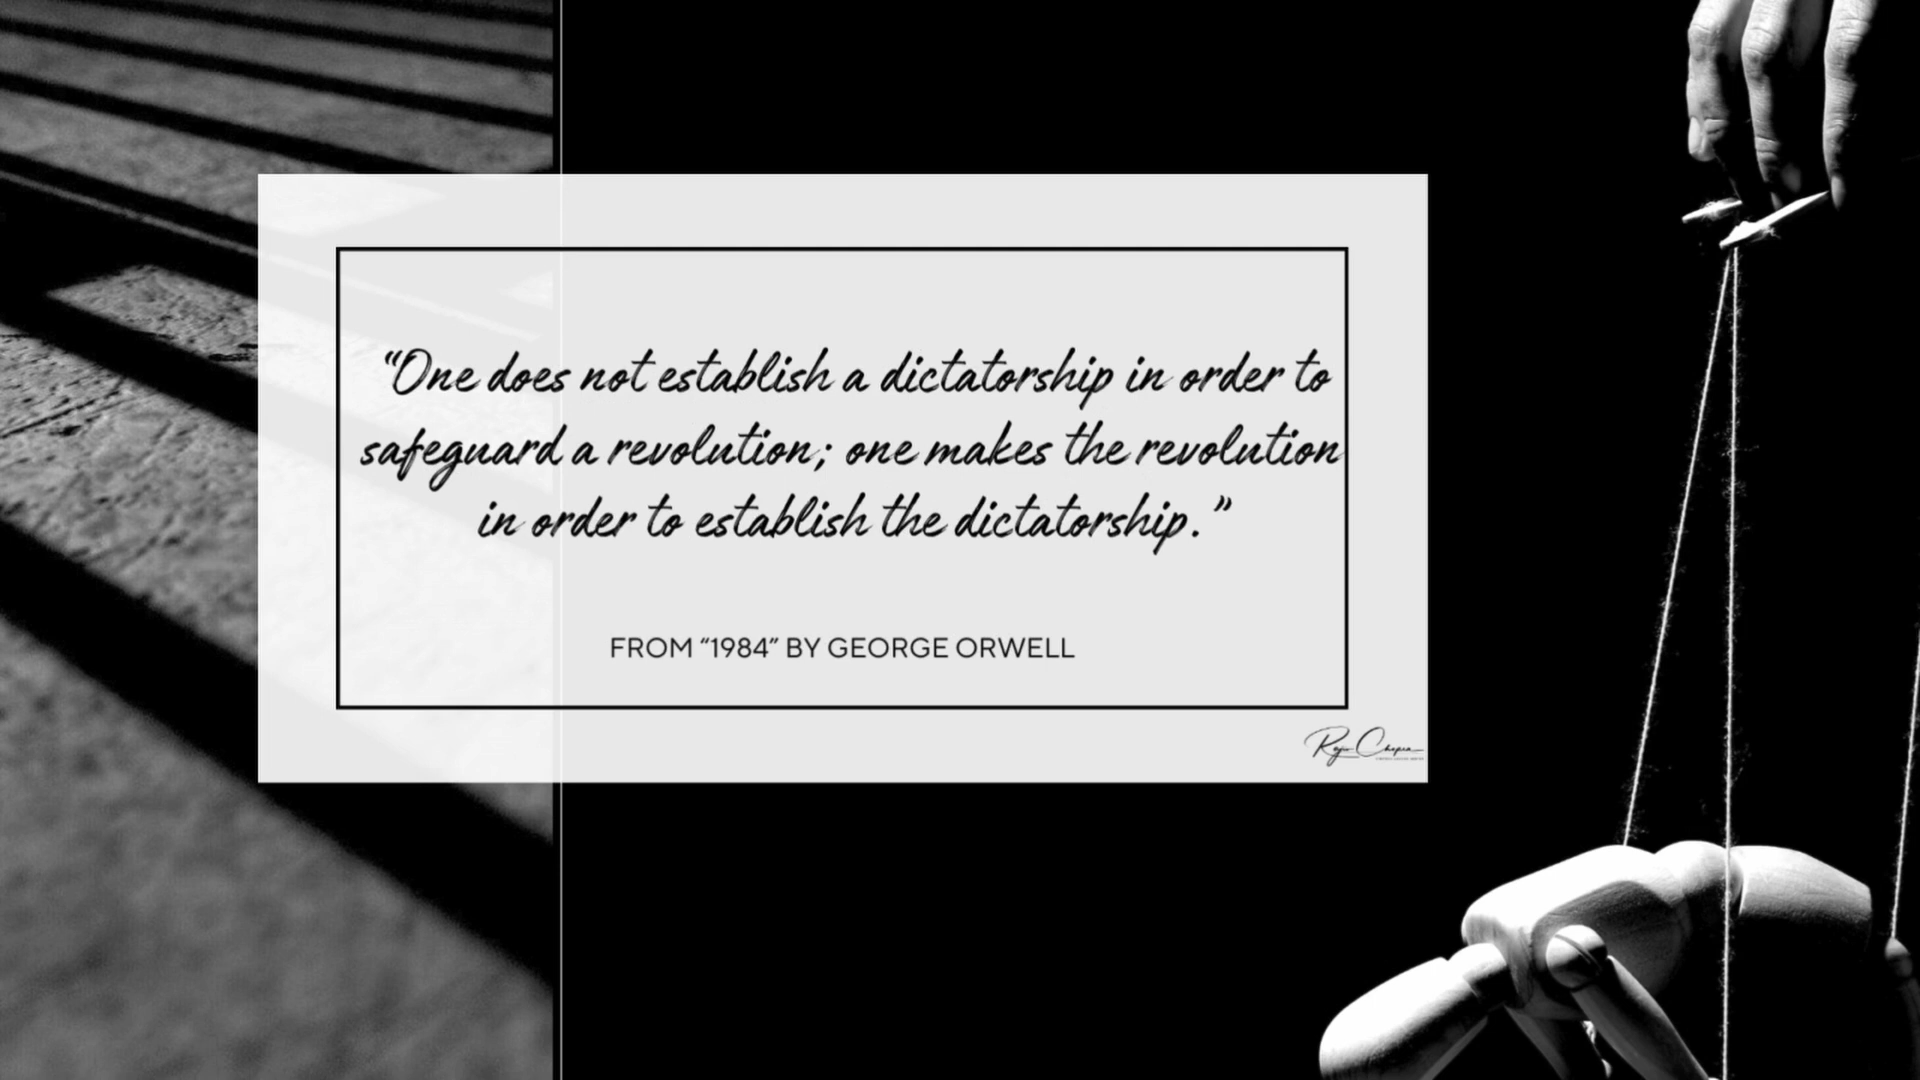 “One does not establish a dictatorship in order to
safeguard a revolution; one makes the revolution
in order to establish the dictatorship.”
FROM “1984” BY GEORGE ORWELL